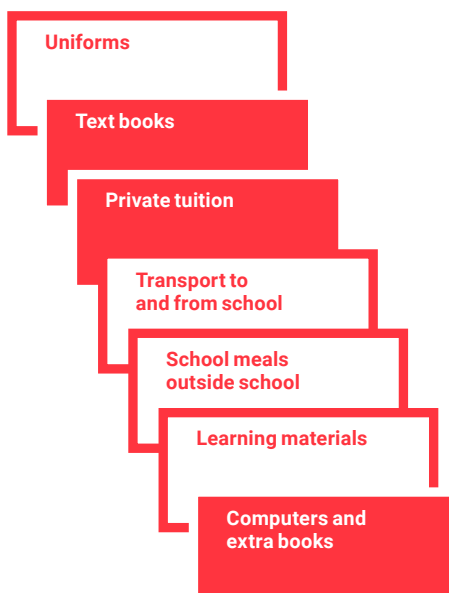 Uniforms
Text books
Private tuition
Transport to
and from school
School meals
outside school
Learning materials
Computers and
extra books